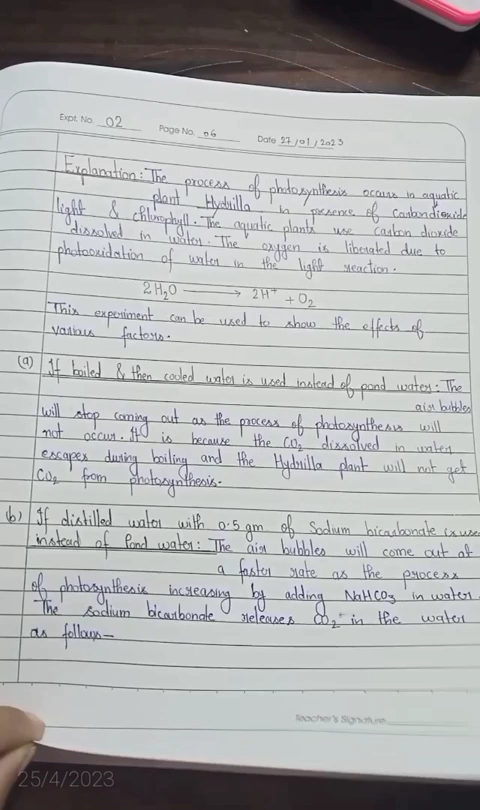 Expt. No. 02 Page No. 06 Date 27/01/2023
Explanation: The process of photosynthesis occurs in aquatic
plant Hydrilla in presence of Carbondioxide
light & chlorophyll. The aquatic plants use carbon dioxide
dissolved in water. The oxygen is liberated due to
photooxidation of water in the light reaction.
2H₂O ⟶ 2H⁺ + O₂
This experiment can be used to show the effects of
various factors.
(a) If boiled & then cooled water is used instead of pond water: The
air bubbles
will stop coming out as the process of photosynthesis will
not occur. It is because the CO₂ dissolved in water
escapes during boiling and the Hydrilla plant will not get
CO₂ from photosynthesis.
(b) If distilled water with 0.5 gm of Sodium bicarbonate is use
instead of Pond water: The air bubbles will come out at
a faster rate as the process
of photosynthesis increasing by adding NaHCO₃ in water.
The sodium bicarbonate releases CO₂ in the water
as follows—
Teacher's Signature
25/4/2023